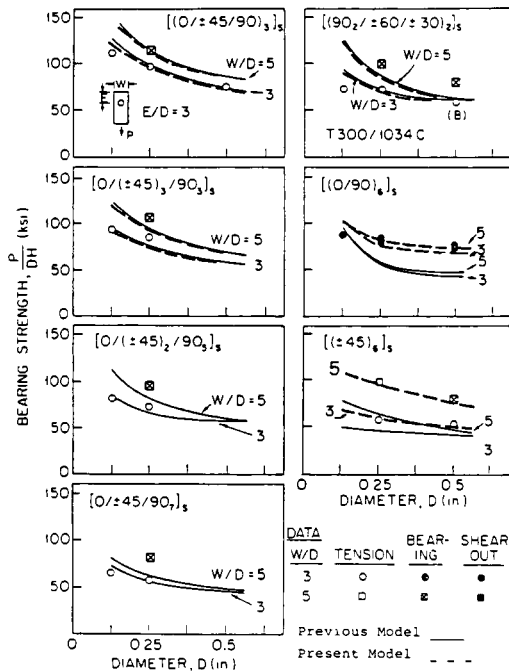 [(0/±45/90)₃]ₛ
150
100
50
0
W/D=5
3
W
E
P
E/D=3
[(90₂/±60/±30)₂]ₛ
W/D=5
W/D=3
(B)
T300/1034C
[0/(±45)₃/90₃]ₛ
150
100
50
0
W/D=5
3
[(0/90)₆]ₛ
5
3
5
3
BEARING STRENGTH, P/DH (ksi)
[0/(±45)₂/90₅]ₛ
150
100
50
0
W/D=5
3
[(±45)₆]ₛ
5
3
5
3
0 0.25 0.5
DIAMETER, D (in)
[0/±45/90₇]ₛ
150
100
50
0
W/D=5
3
0 0.25 0.5
DIAMETER, D (in)
DATA BEAR- SHEAR
W/D TENSION ING OUT
3
5
Previous Model
Present Model